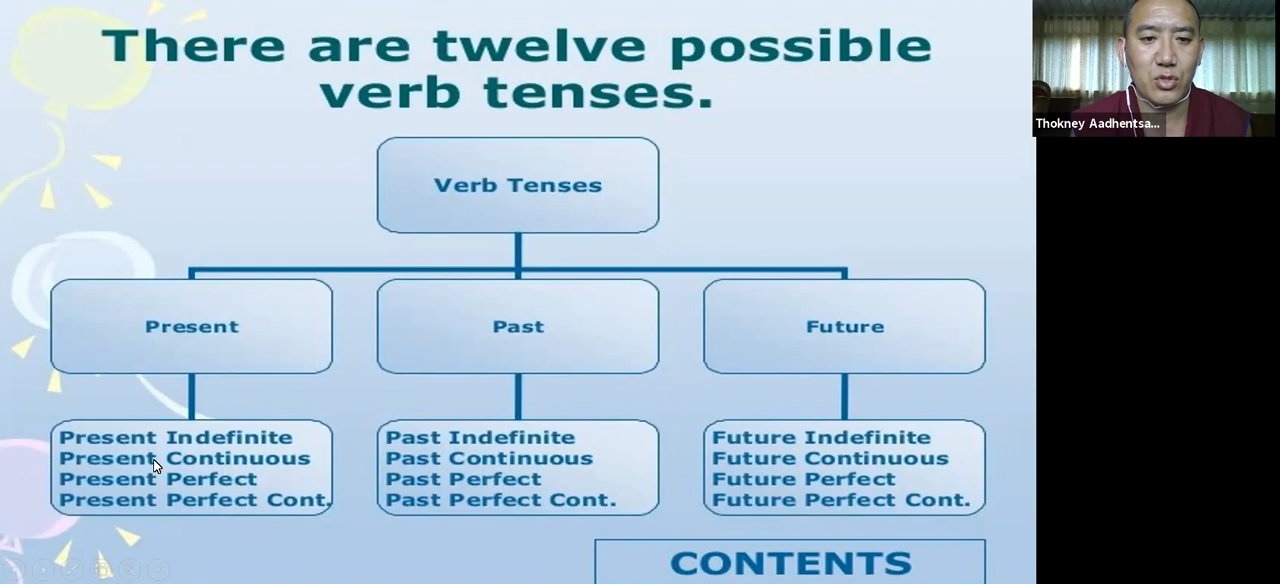 There are twelve possible
verb tenses.
Verb Tenses
Present
Past
Future
Present Indefinite
Present Continuous
Present Perfect
Present Perfect Cont.
Past Indefinite
Past Continuous
Past Perfect
Past Perfect Cont.
Future Indefinite
Future Continuous
Future Perfect
Future Perfect Cont.
CONTENTS
Thokney Aadhentsa...